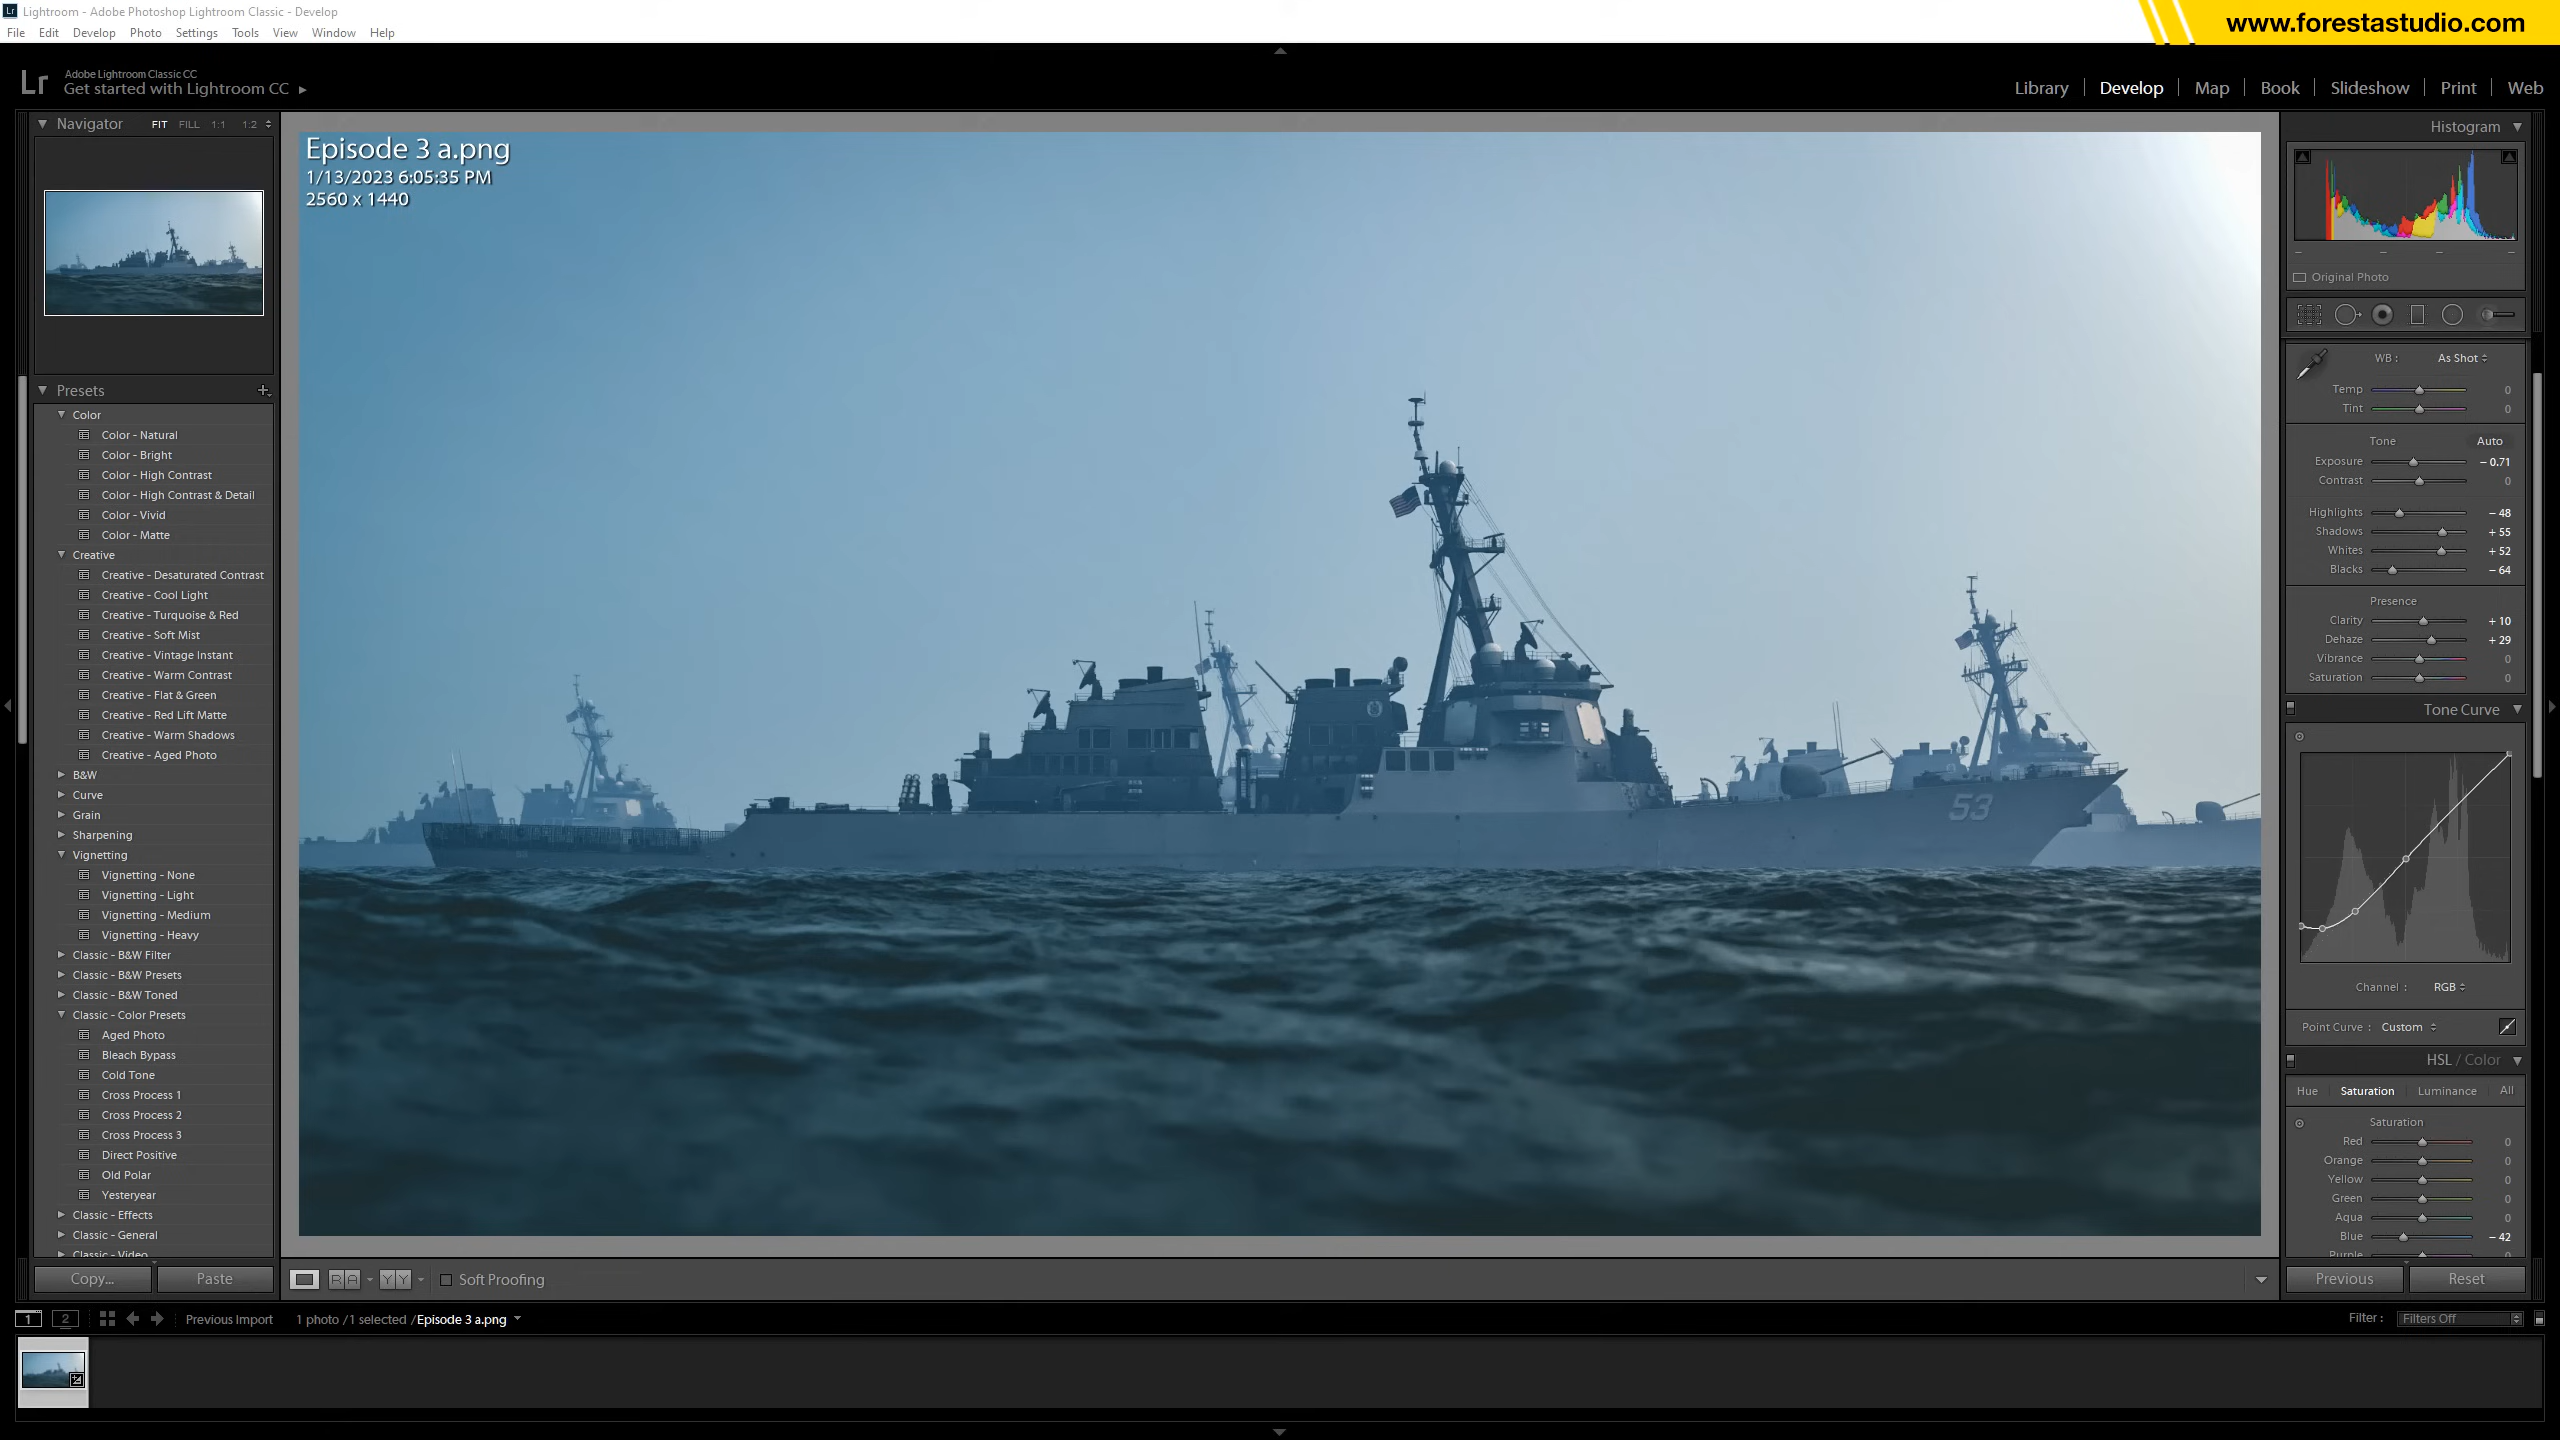 Lightroom - Adobe Photoshop Lightroom Classic - Develop
www.forestastudio.com
File Edit Develop Photo Settings Tools View Window Help
Lr
Adobe Lightroom Classic CC
Get started with Lightroom CC
Library Develop Map Book Slideshow Print Web
Navigator FIT FILL 1:1 1:2
Presets
Color
Color - Natural
Color - Bright
Color - High Contrast
Color - High Contrast & Detail
Color - Vivid
Color - Matte
Creative
Creative - Desaturated Contrast
Creative - Cool Light
Creative - Turquoise & Red
Creative - Soft Mist
Creative - Vintage Instant
Creative - Warm Contrast
Creative - Flat & Green
Creative - Red Lift Matte
Creative - Warm Shadows
Creative - Aged Photo
B&W
Curve
Grain
Sharpening
Vignetting
Vignetting - None
Vignetting - Light
Vignetting - Medium
Vignetting - Heavy
Classic - B&W Filter
Classic - B&W Presets
Classic - B&W Toned
Classic - Color Presets
Aged Photo
Bleach Bypass
Cold Tone
Cross Process 1
Cross Process 2
Cross Process 3
Direct Positive
Old Polar
Yesteryear
Classic - Effects
Classic - General
Classic - Video
Copy... Paste
Episode 3 a.png
1/13/2023 6:05:35 PM
2560 x 1440
53
R A Y Y Soft Proofing
Histogram
Original Photo
WB : As Shot
Temp 0
Tint 0
Tone Auto
Exposure - 0.71
Contrast 0
Highlights - 48
Shadows + 55
Whites + 52
Blacks - 64
Presence
Clarity + 10
Dehaze + 29
Vibrance 0
Saturation 0
Tone Curve
Channel : RGB
Point Curve : Custom
HSL / Color
Hue Saturation Luminance All
Saturation
Red 0
Orange 0
Yellow 0
Green 0
Aqua 0
Blue - 42
Purple 0
Previous Reset
1 2 Previous Import 1 photo /1 selected /Episode 3 a.png
Filter : Filters Off